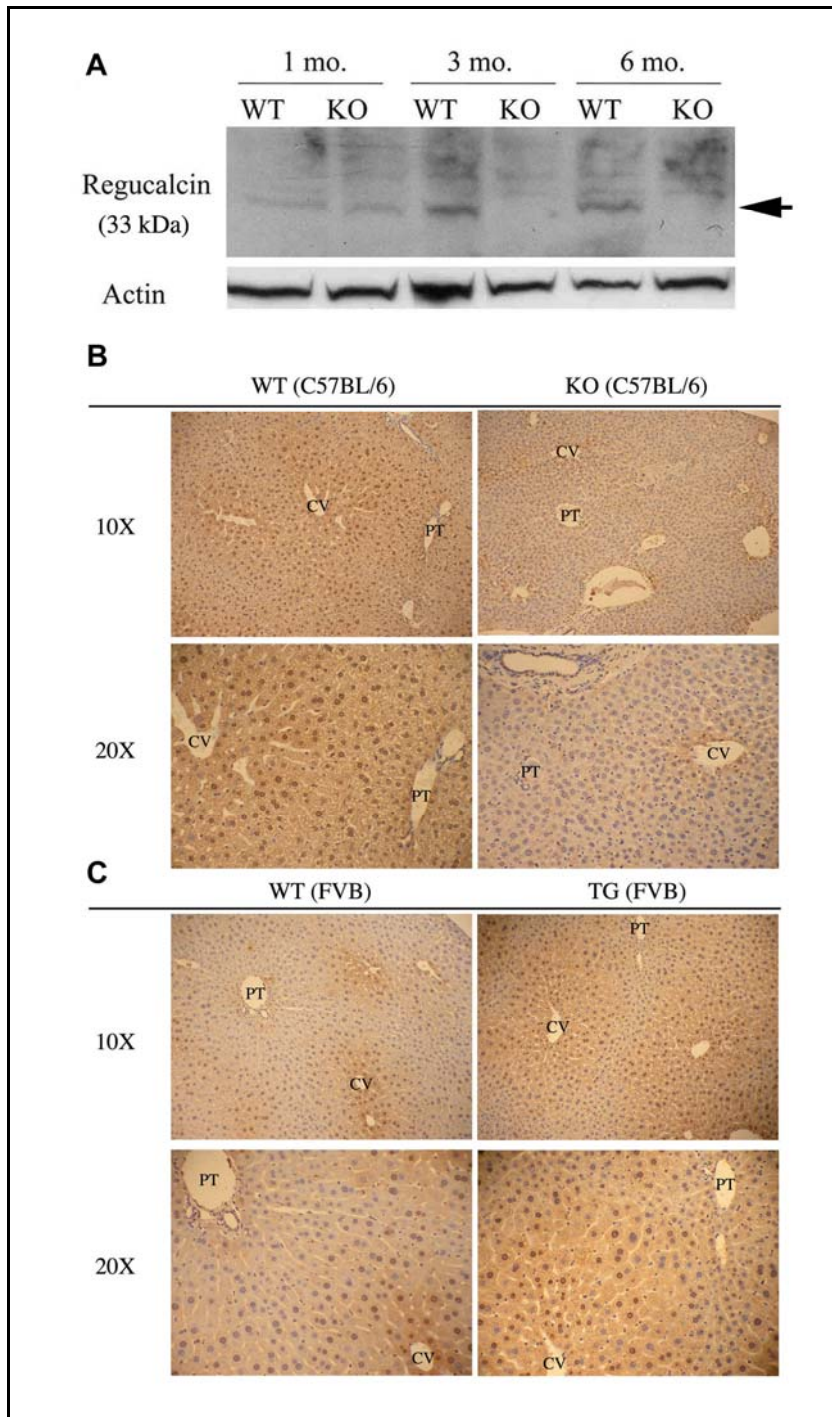 A
1 mo. 3 mo. 6 mo.
WT KO WT KO WT KO
Regucalcin
(33 kDa)
Actin
B
WT (C57BL/6) KO (C57BL/6)
10X
CV PT
CV
PT
20X
CV PT
PT CV
C
WT (FVB) TG (FVB)
10X
PT
CV
PT
CV
20X
PT
CV
PT
CV